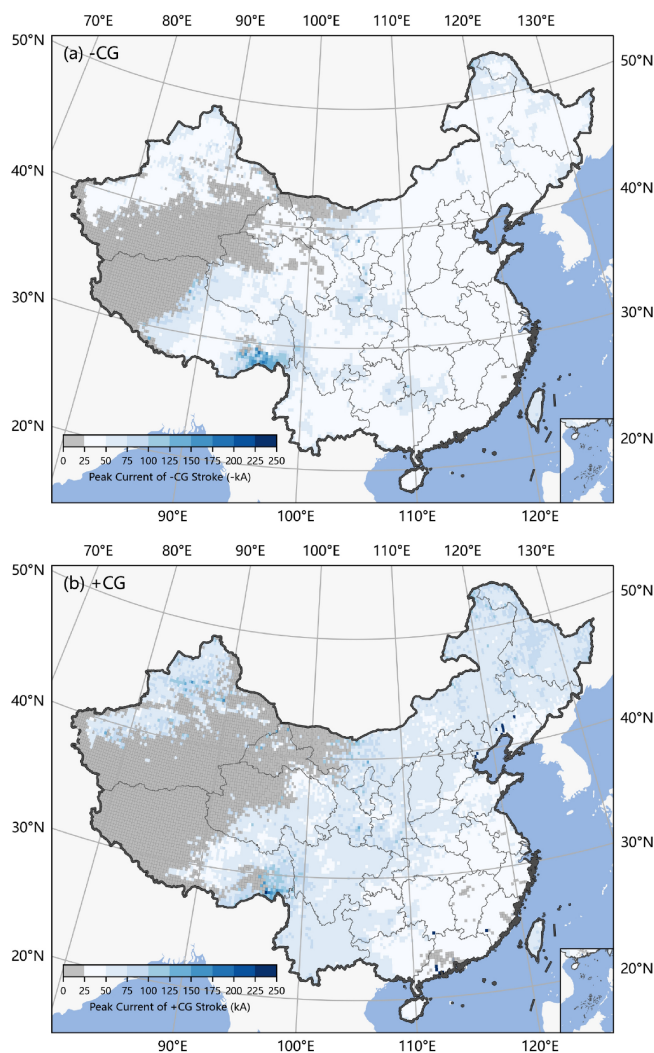 70°E 80°E 90°E 100°E 110°E 120°E 130°E
50°N 50°N
(a) -CG
40°N 40°N
30°N 30°N
20°N 20°N
0 25 50 75 100 125 150 175 200 225 250
Peak Current of -CG Stroke (-kA)
90°E 100°E 110°E 120°E
70°E 80°E 90°E 100°E 110°E 120°E 130°E
50°N 50°N
(b) +CG
40°N 40°N
30°N 30°N
20°N 20°N
0 25 50 75 100 125 150 175 200 225 250
Peak Current of +CG Stroke (kA)
90°E 100°E 110°E 120°E